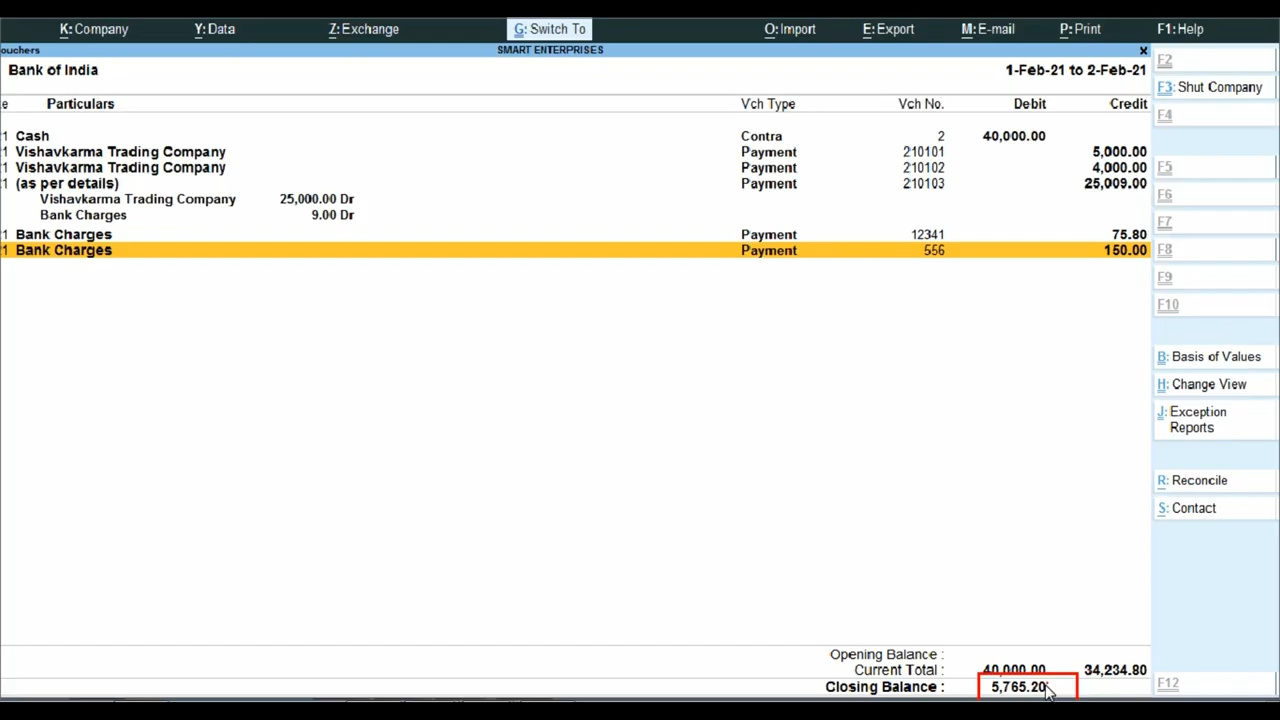 K: Company Y: Data Z: Exchange G: Switch To O: Import E: Export M: E-mail P: Print F1: Help
ouchers SMART ENTERPRISES x
Bank of India 1-Feb-21 to 2-Feb-21
e Particulars Vch Type Vch No. Debit Credit
1 Cash Contra 2 40,000.00
1 Vishavkarma Trading Company Payment 210101 5,000.00
1 Vishavkarma Trading Company Payment 210102 4,000.00
1 (as per details) Payment 210103 25,009.00
Vishavkarma Trading Company 25,000.00 Dr
Bank Charges 9.00 Dr
1 Bank Charges Payment 12341 75.80
1 Bank Charges Payment 556 150.00
Opening Balance :
Current Total : 40,000.00 34,234.80
Closing Balance : 5,765.20
F2
F3: Shut Company
F4
F5
F6
F7
F8
F9
F10
B: Basis of Values
H: Change View
J: Exception
Reports
R: Reconcile
S: Contact
F12